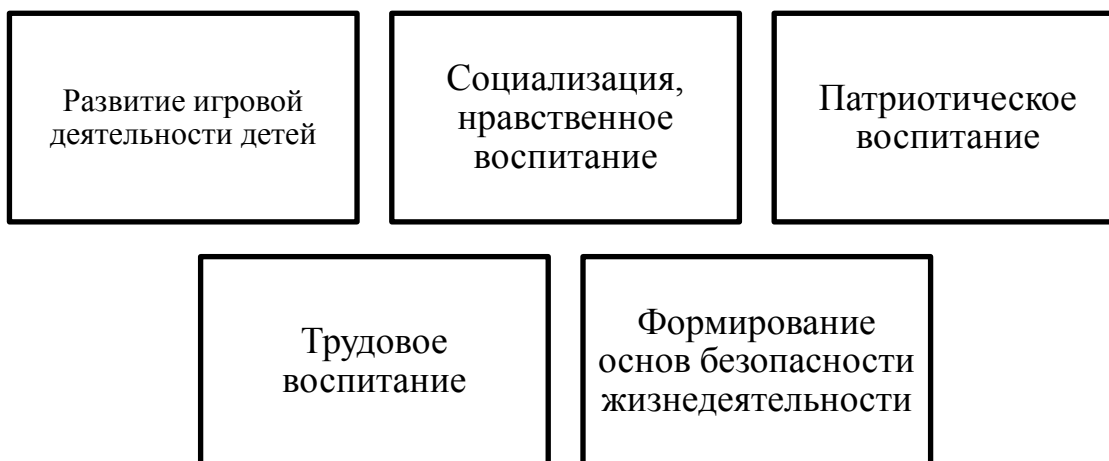 Развитие игровой
деятельности детей
Социализация,
нравственное
воспитание
Патриотическое
воспитание
Трудовое
воспитание
Формирование
основ безопасности
жизнедеятельности